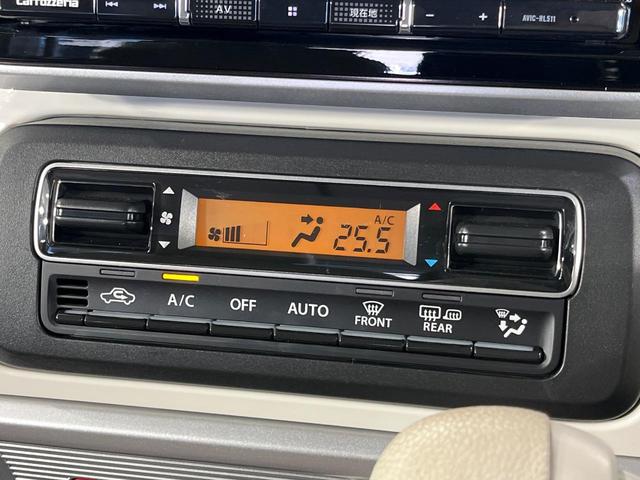 carrozzeria AV 現在地 - + AVIC-RL511
A/C
25.5
A/C OFF AUTO FRONT REAR